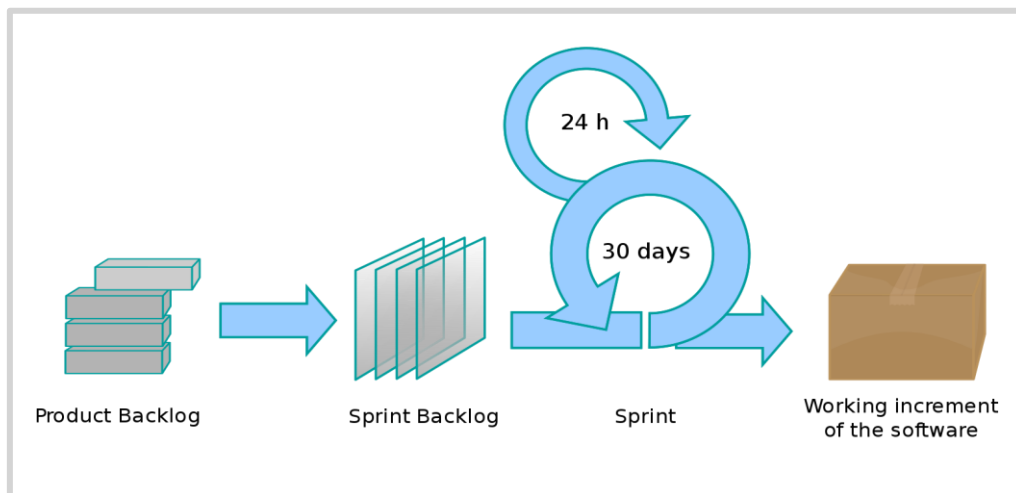 24 h
30 days
Product Backlog
Sprint Backlog
Sprint
Working increment
of the software